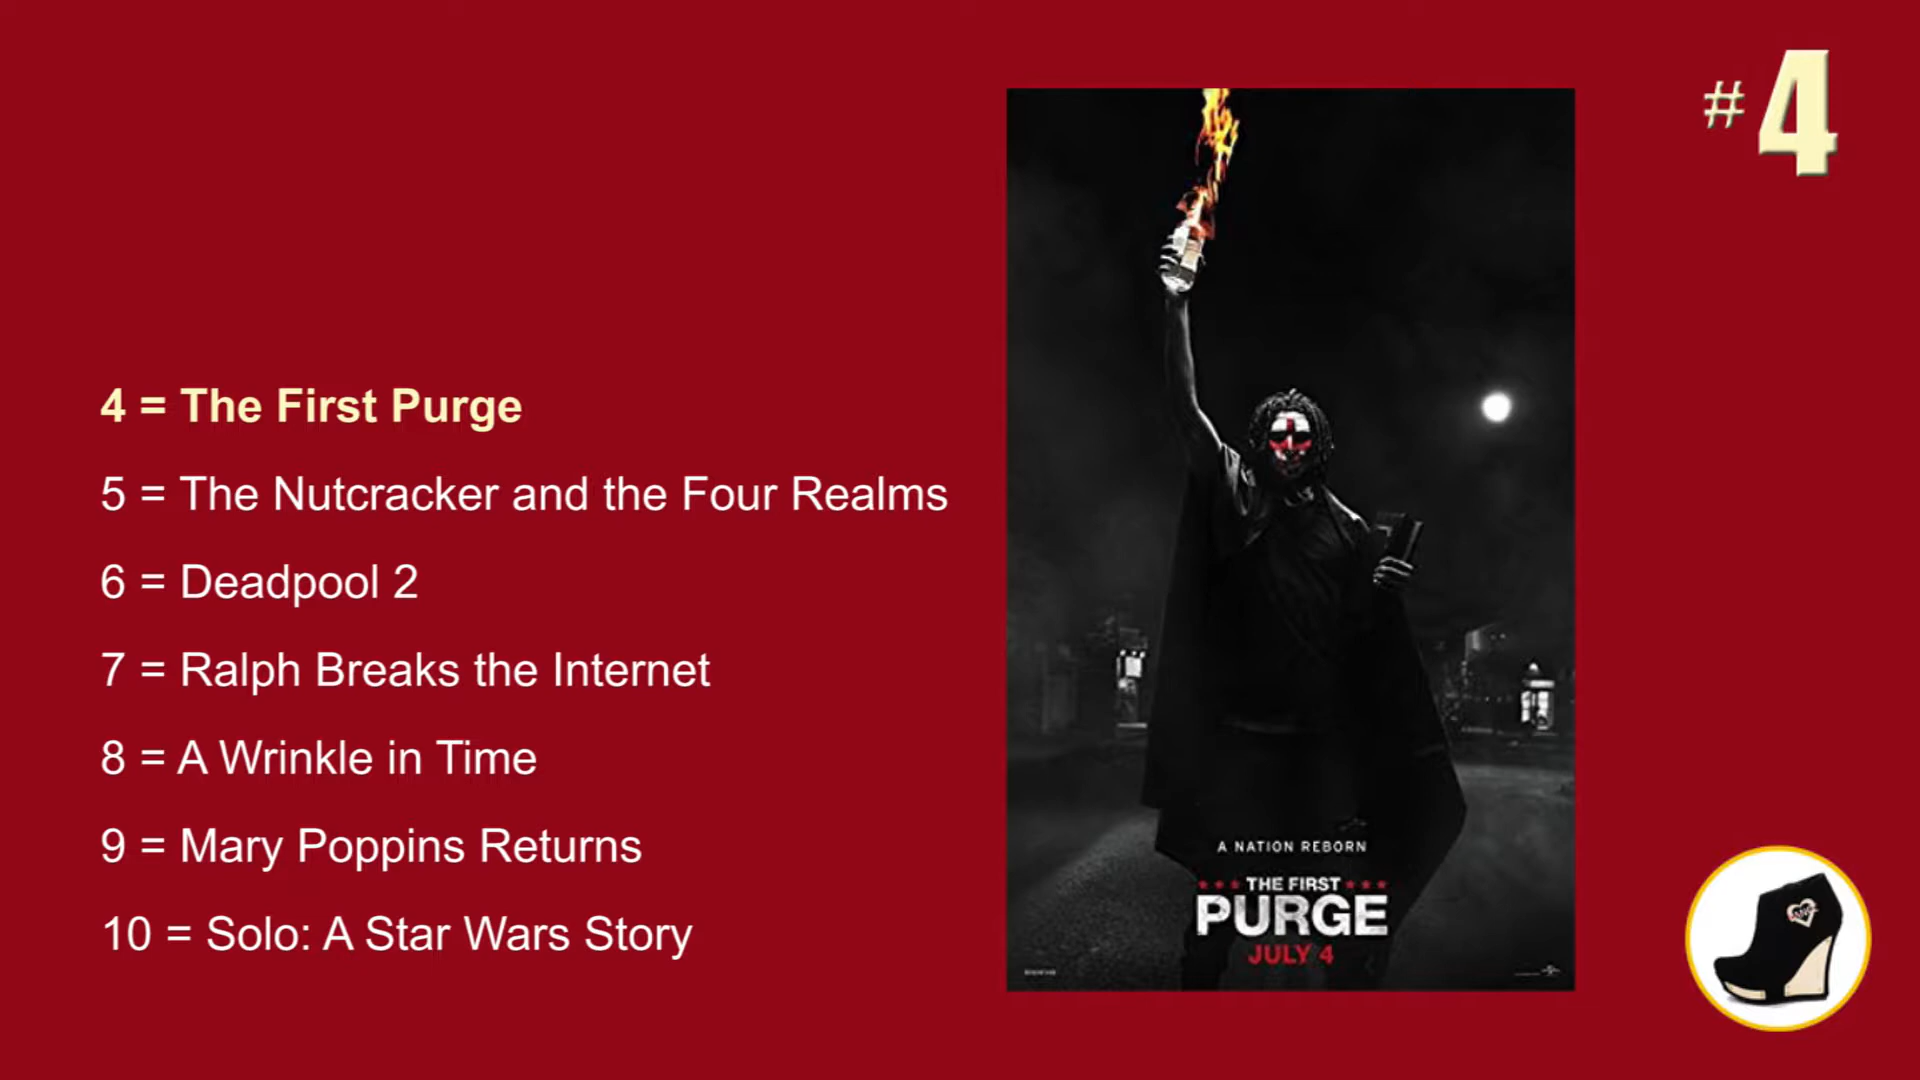 #4
4 = The First Purge
5 = The Nutcracker and the Four Realms
6 = Deadpool 2
7 = Ralph Breaks the Internet
8 = A Wrinkle in Time
9 = Mary Poppins Returns
10 = Solo: A Star Wars Story
A NATION REBORN
THE FIRST
PURGE
JULY 4